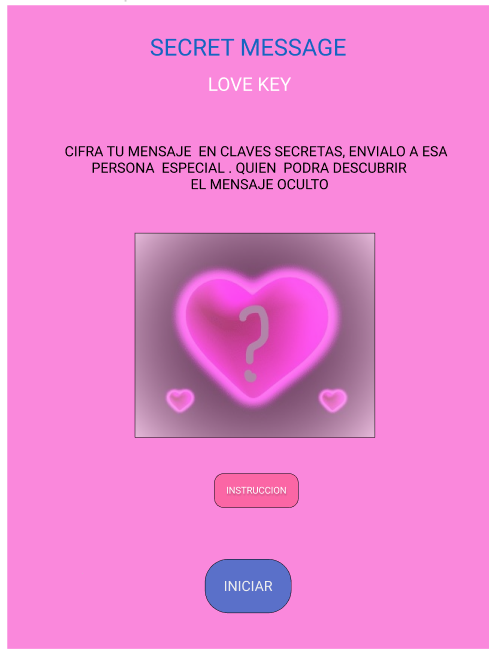 SECRET MESSAGE
LOVE KEY
CIFRA TU MENSAJE  EN CLAVES SECRETAS, ENVIALO A ESA
PERSONA  ESPECIAL . QUIEN  PODRA DESCUBRIR
EL MENSAJE OCULTO
?
INSTRUCCION
INICIAR